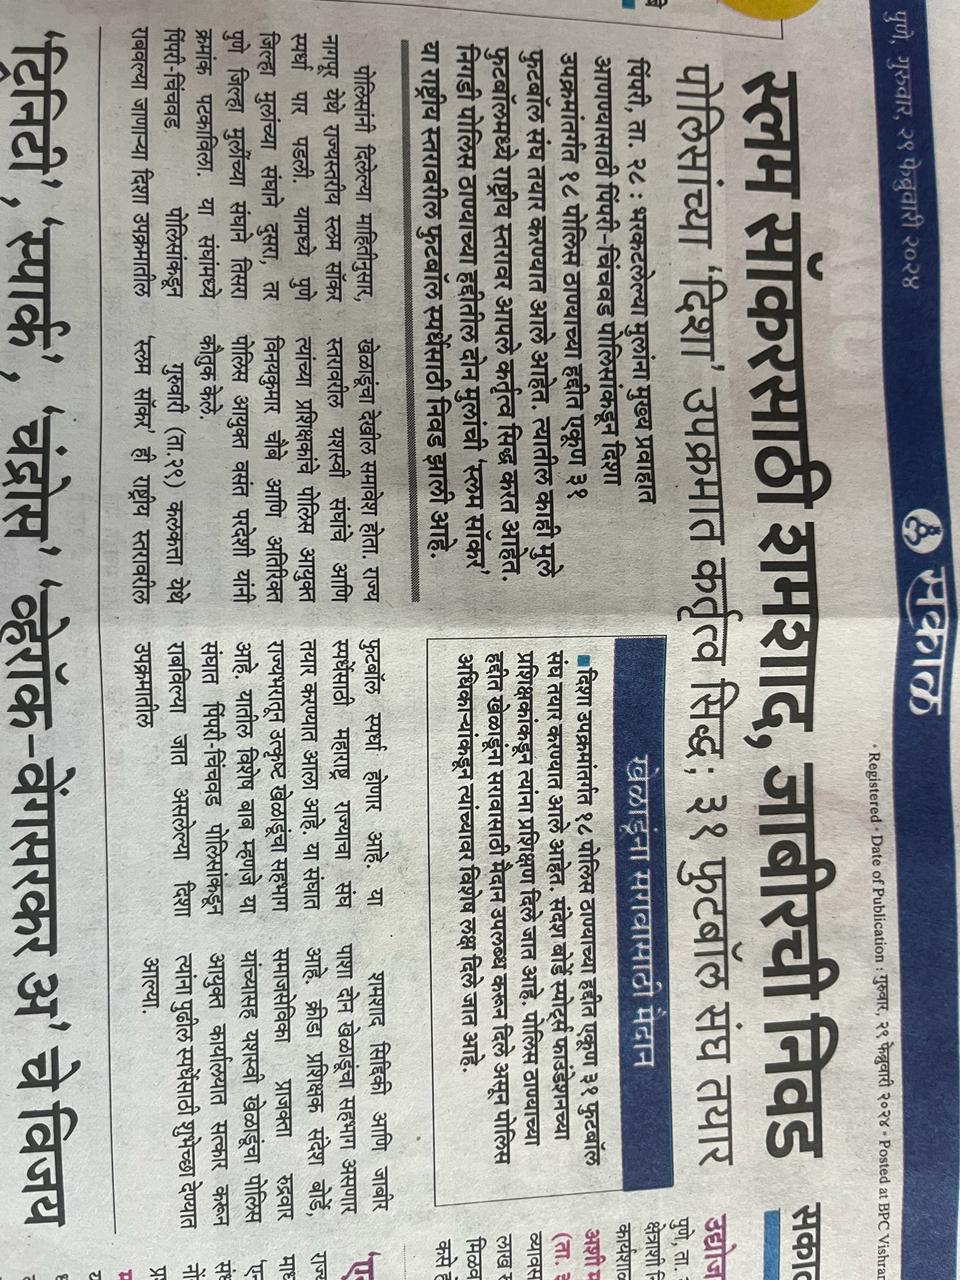 पुणे, गुरुवार, २९ फेब्रुवारी २०२४
सकाळ
• Registered • Date of Publication : गुरुवार, २९ फेब्रुवारी २०२४ • Posted at BPC Vishra
स्लम सॉकरसाठी शमशाद, जाबीरची निवड
पोलिसांच्या ‘दिशा’ उपक्रमात कर्तृत्व सिद्ध ; ३१ फुटबॉल संघ तयार
पिंपरी, ता. २८ : भरकटलेल्या मुलांना मुख्य प्रवाहात
आणण्यासाठी पिंपरी-चिंचवड पोलिसांकडून दिशा
उपक्रमांतर्गत १८ पोलिस ठाण्याच्या हद्दीत एकूण ३१
फुटबॉल संघ तयार करण्यात आले आहेत. त्यातील काही मुले
फुटबॉलमध्ये राष्ट्रीय स्तरावर आपले कर्तृत्व सिद्ध करत आहेत.
निगडी पोलिस ठाण्याच्या हद्दीतील दोन मुलांची ‘स्लम सॉकर’
या राष्ट्रीय स्तरावरील फुटबॉल स्पर्धेसाठी निवड झाली आहे.
पोलिसांनी दिलेल्या माहितीनुसार,
नागपूर येथे राज्यस्तरीय स्लम सॉकर
स्पर्धा पार पडली. यामध्ये पुणे
जिल्हा मुलांच्या संघाने दुसरा, तर
पुणे जिल्हा मुलींच्या संघाने तिसरा
क्रमांक पटकाविला. या संघांमध्ये
पिंपरी-चिंचवड पोलिसांकडून
राबवल्या जाणाऱ्या दिशा उपक्रमातील
खेळाडूंचा देखील समावेश होता. राज्य
स्तरावरील यशस्वी संघांचे आणि
त्यांच्या प्रशिक्षकांचे पोलिस आयुक्त
विनयकुमार चौबे आणि अतिरिक्त
पोलिस आयुक्त वसंत परदेशी यांनी
कौतुक केले.
गुरुवारी (ता.२९) कलकत्ता येथे
‘स्लम सॉकर’ ही राष्ट्रीय स्तरावरील
फुटबॉल स्पर्धा होणार आहे. या
स्पर्धेसाठी महाराष्ट्र राज्याचा संघ
तयार करण्यात आला आहे. या संघात
राज्यभरातून उत्कृष्ट खेळाडूंचा सहभाग
आहे. यातील विशेष बाब म्हणजे या
संघात पिंपरी-चिंचवड पोलिसांकडून
राबविल्या जात असलेल्या दिशा
उपक्रमातील
शमशाद सिद्दिकी आणि जाबीर
पाशा दोन खेळाडूंचा सहभाग असणार
आहे. क्रीडा प्रशिक्षक संदेश बोर्डे,
समाजसेविका प्राजक्ता रुद्रवार
यांच्यासह यशस्वी खेळाडूंचा पोलिस
आयुक्त कार्यालयात सत्कार करून
त्यांना पुढील स्पर्धेसाठी शुभेच्छा देण्यात
आल्या.
खेळाडूंना सरावासाठी मैदान
दिशा उपक्रमांतर्गत १८ पोलिस ठाण्याच्या हद्दीत एकूण ३१ फुटबॉल
संघ तयार करण्यात आले आहेत. संदेश बोर्डे स्पोर्ट्स फाउंडेशनच्या
प्रशिक्षकांकडून त्यांना प्रशिक्षण दिले जात आहे. पोलिस ठाण्याच्या
हद्दीत खेळाडूंना सरावासाठी मैदान उपलब्ध करून दिले असून पोलिस
अधिकाऱ्यांकडून त्यांच्यावर विशेष लक्ष दिले जात आहे.
‘ट्रिनिटी’, ‘स्पार्क’, ‘चंद्रोस’ ‘व्हेरॉक-वेंगसरकर अ’ चे विजय